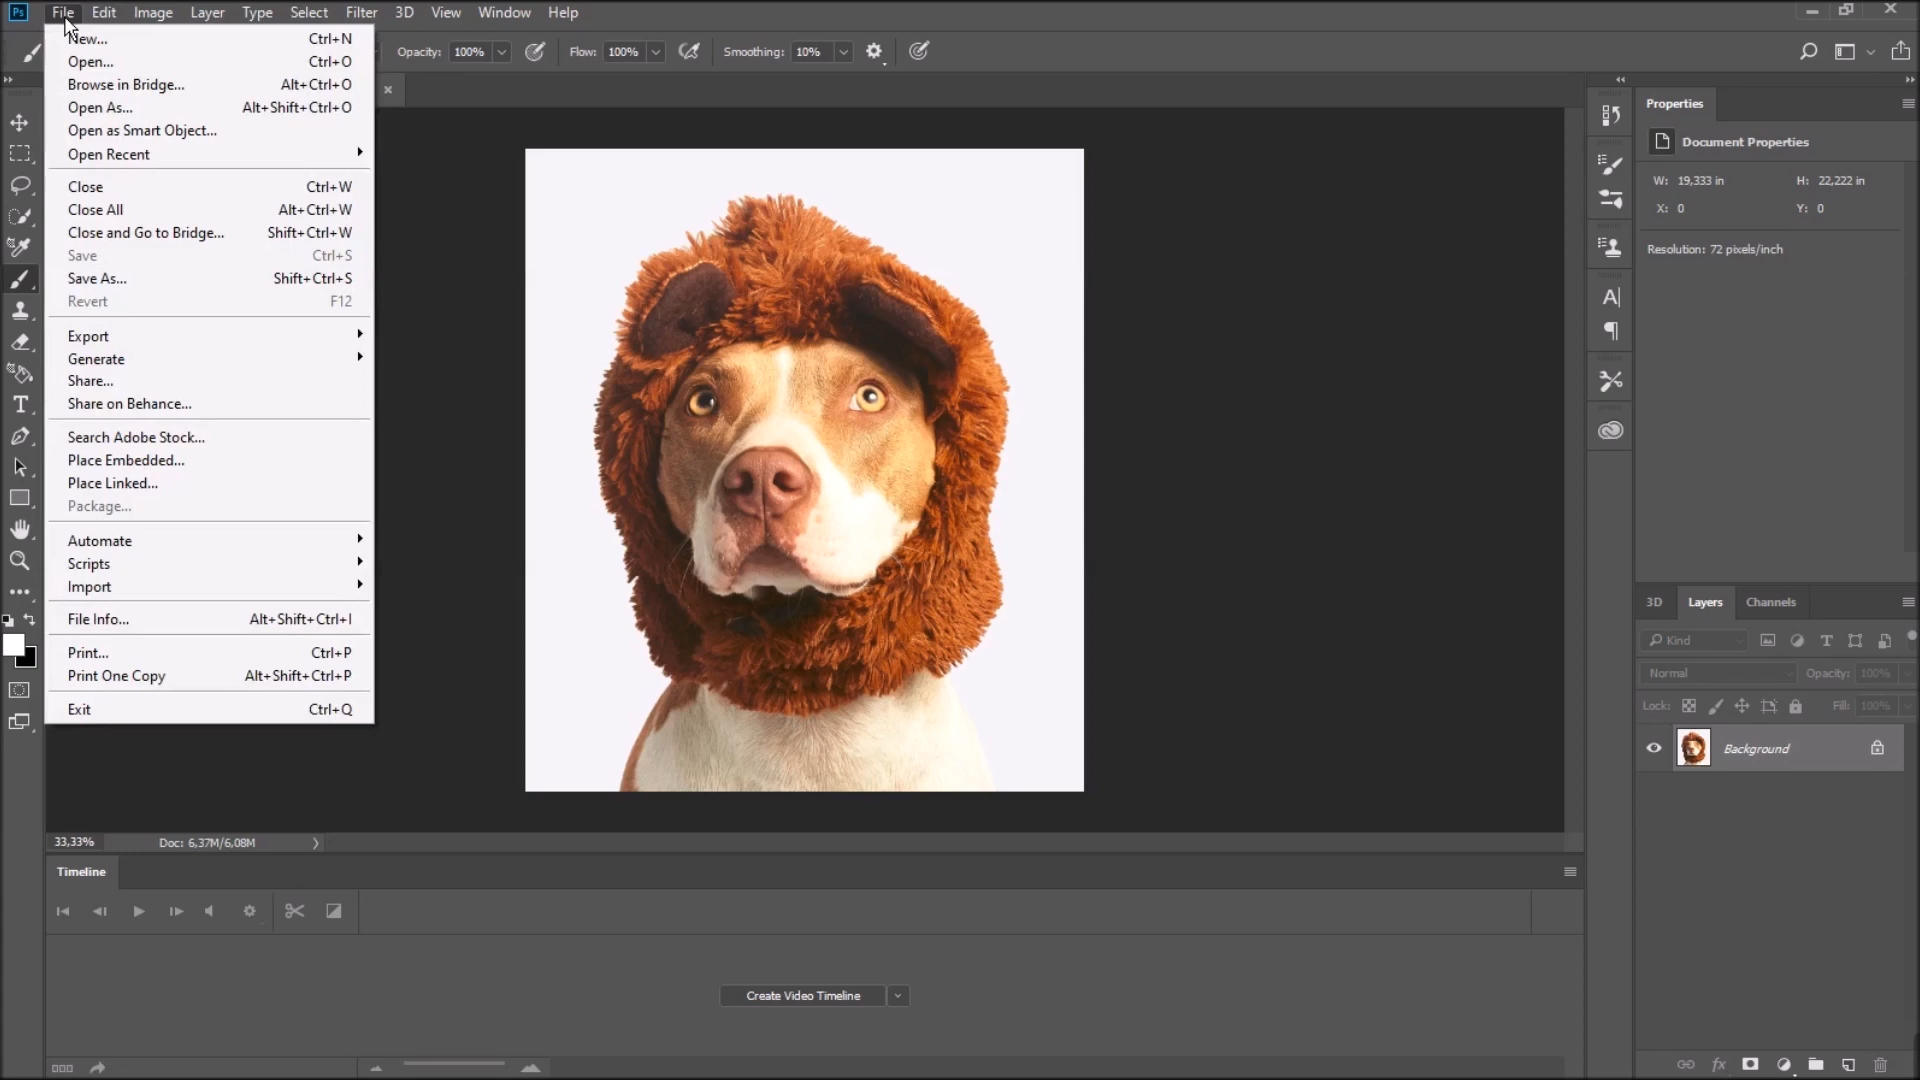 Ps File Edit Image Layer Type Select Filter 3D View Window Help
Opacity: 100% Flow: 100% Smoothing: 10%
New... Ctrl+N
Open... Ctrl+O
Browse in Bridge... Alt+Ctrl+O
Open As... Alt+Shift+Ctrl+O
Open as Smart Object...
Open Recent
Close Ctrl+W
Close All Alt+Ctrl+W
Close and Go to Bridge... Shift+Ctrl+W
Save Ctrl+S
Save As... Shift+Ctrl+S
Revert F12
Export
Generate
Share...
Share on Behance...
Search Adobe Stock...
Place Embedded...
Place Linked...
Package...
Automate
Scripts
Import
File Info... Alt+Shift+Ctrl+I
Print... Ctrl+P
Print One Copy Alt+Shift+Ctrl+P
Exit Ctrl+Q
Properties
Document Properties
W: 19,333 in H: 22,222 in
X: 0 Y: 0
Resolution: 72 pixels/inch
3D Layers Channels
Kind
Normal Opacity: 100%
Lock: Fill: 100%
Background
33,33% Doc: 6,37M/6,08M
Timeline
Create Video Timeline